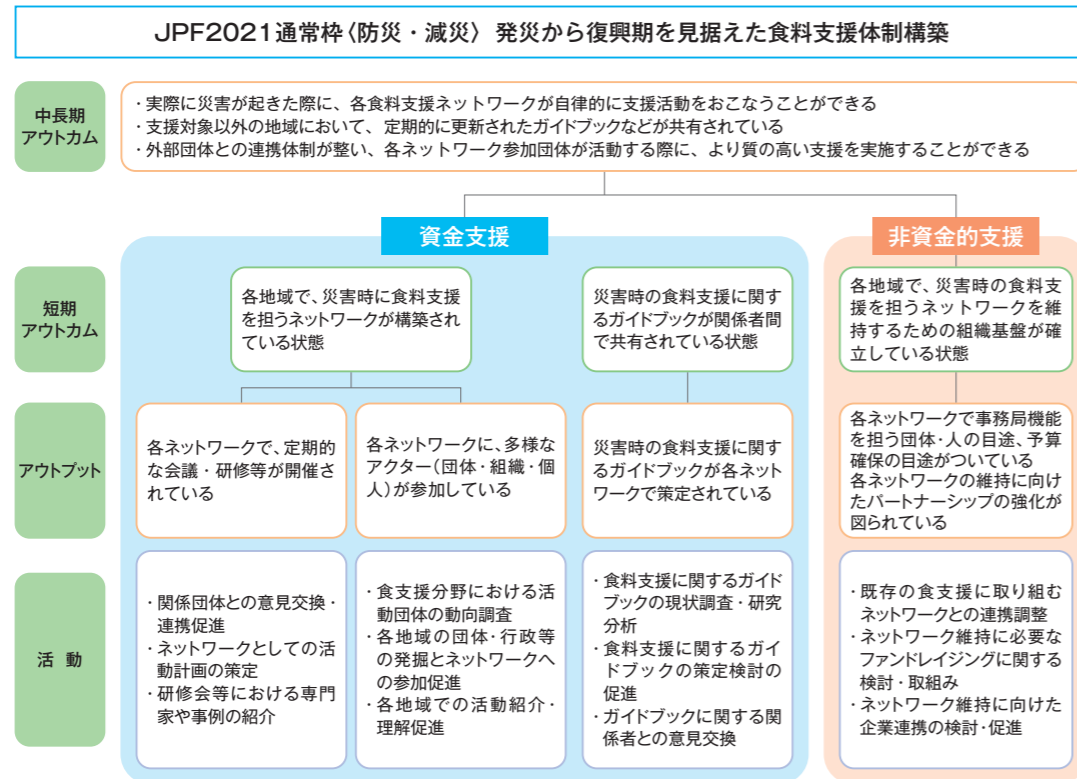 JPF2021通常枠〈防災・減災〉 発災から復興期を見据えた食料支援体制構築
中長期
アウトカム
・実際に災害が起きた際に、各食料支援ネットワークが自律的に支援活動をおこなうことができる
・支援対象以外の地域において、定期的に更新されたガイドブックなどが共有されている
・外部団体との連携体制が整い、各ネットワーク参加団体が活動する際に、より質の高い支援を実施することができる
資金支援
非資金的支援
短期
アウトカム
各地域で、災害時に食料支援
を担うネットワークが構築され
ている状態
災害時の食料支援に関す
るガイドブックが関係者間
で共有されている状態
各地域で、災害時の食料支
援を担うネットワークを維
持するための組織基盤が確
立している状態
アウトプット
各ネットワークで、定期的
な会議・研修等が開催さ
れている
各ネットワークに、多様な
アクター（団体・組織・個
人）が参加している
災害時の食料支援に関す
るガイドブックが各ネット
ワークで策定されている
各ネットワークで事務局機能
を担う団体・人の目途、予算
確保の目途がついている
各ネットワークの維持に向け
たパートナーシップの強化が
図られている
活 動
・関係団体との意見交換・
連携促進
・ネットワークとしての活
動計画の策定
・研修会等における専門
家や事例の紹介
・食支援分野における活
動団体の動向調査
・各地域の団体・行政等
の発掘とネットワークへ
の参加促進
・各地域での活動紹介・
理解促進
・食料支援に関するガイド
ブックの現状調査・研究
分析
・食料支援に関するガイ
ドブックの策定検討の
促進
・ガイドブックに関する関
係者との意見交換
・既存の食支援に取り組む
ネットワークとの連携調整
・ネットワーク維持に必要な
ファンドレイジングに関する
検討・取組み
・ネットワーク維持に向けた
企業連携の検討・促進